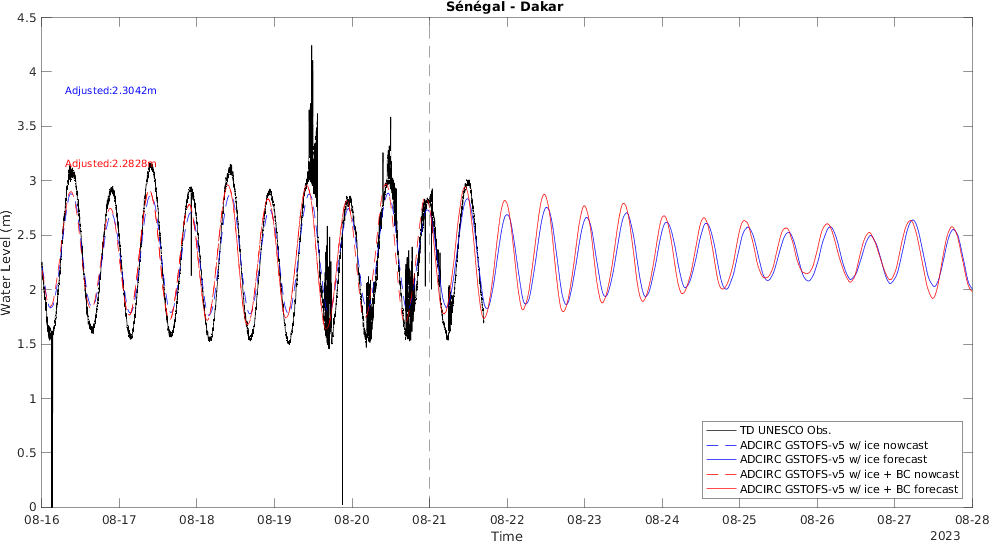 Sénégal - Dakar
4.5
4
3.5
3
2.5
2
1.5
1
0.5
0
Water Level (m)
Adjusted:2.3042m
Adjusted:2.2828m
TD UNESCO Obs.
ADCIRC GSTOFS-v5 w/ ice nowcast
ADCIRC GSTOFS-v5 w/ ice forecast
ADCIRC GSTOFS-v5 w/ ice + BC nowcast
ADCIRC GSTOFS-v5 w/ ice + BC forecast
08-16 08-17 08-18 08-19 08-20 08-21 08-22 08-23 08-24 08-25 08-26 08-27 08-28
Time
2023